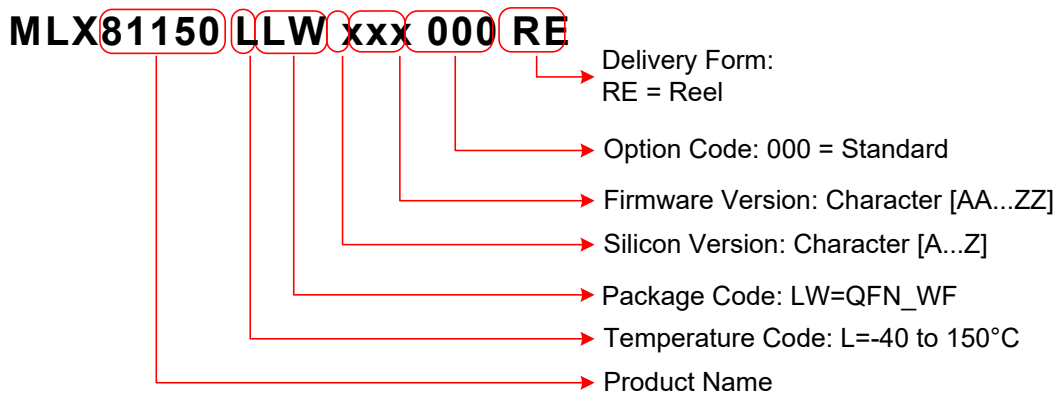 MLX81150 LLW xxx 000 RE
Delivery Form:
RE = Reel
Option Code: 000 = Standard
Firmware Version: Character [AA...ZZ]
Silicon Version: Character [A...Z]
Package Code: LW=QFN_WF
Temperature Code: L=-40 to 150°C
Product Name